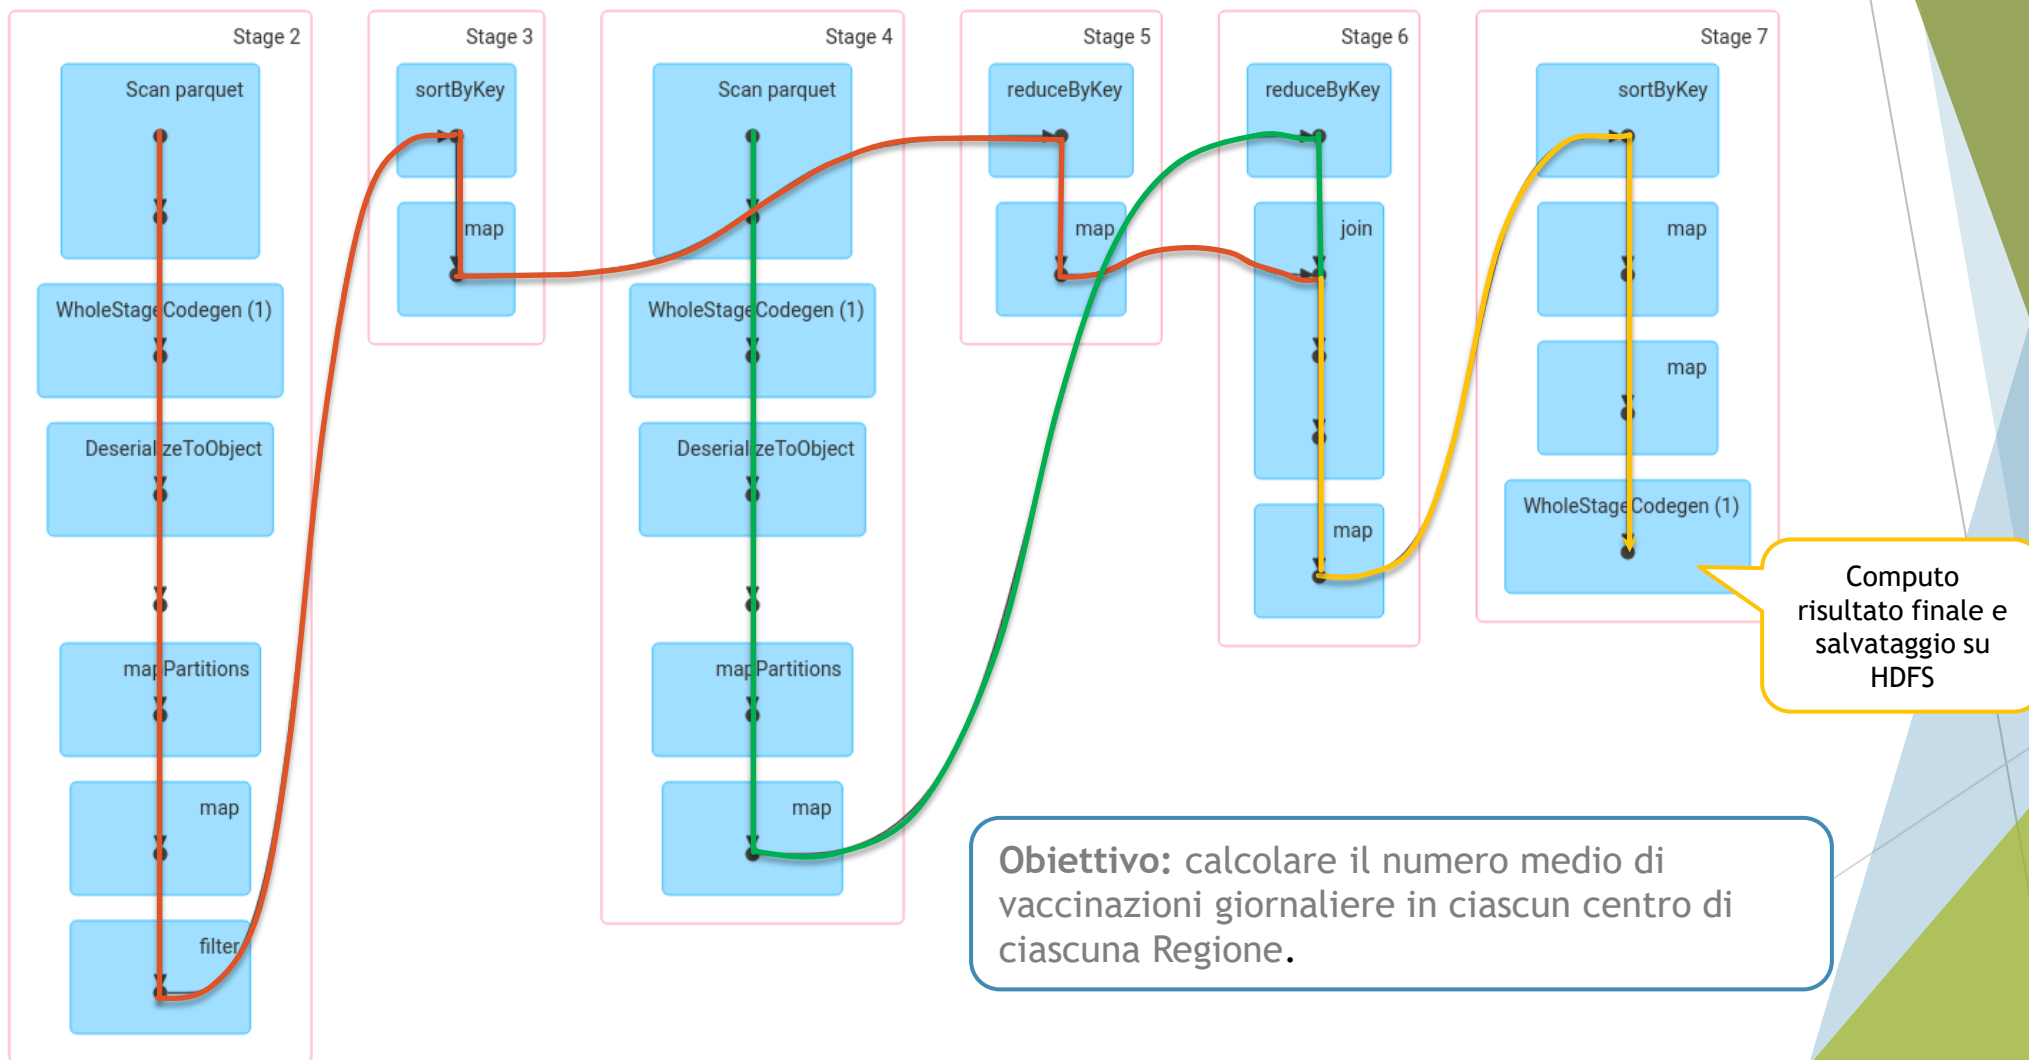 Stage 2
Scan parquet
WholeStageCodegen (1)
DeserializeToObject
mapPartitions
map
filter
Stage 3
sortByKey
map
Stage 4
Scan parquet
WholeStageCodegen (1)
DeserializeToObject
mapPartitions
map
Stage 5
reduceByKey
map
Stage 6
reduceByKey
join
map
Stage 7
sortByKey
map
map
WholeStageCodegen (1)
Computo
risultato finale e
salvataggio su
HDFS
Obiettivo: calcolare il numero medio di
vaccinazioni giornaliere in ciascun centro di
ciascuna Regione.